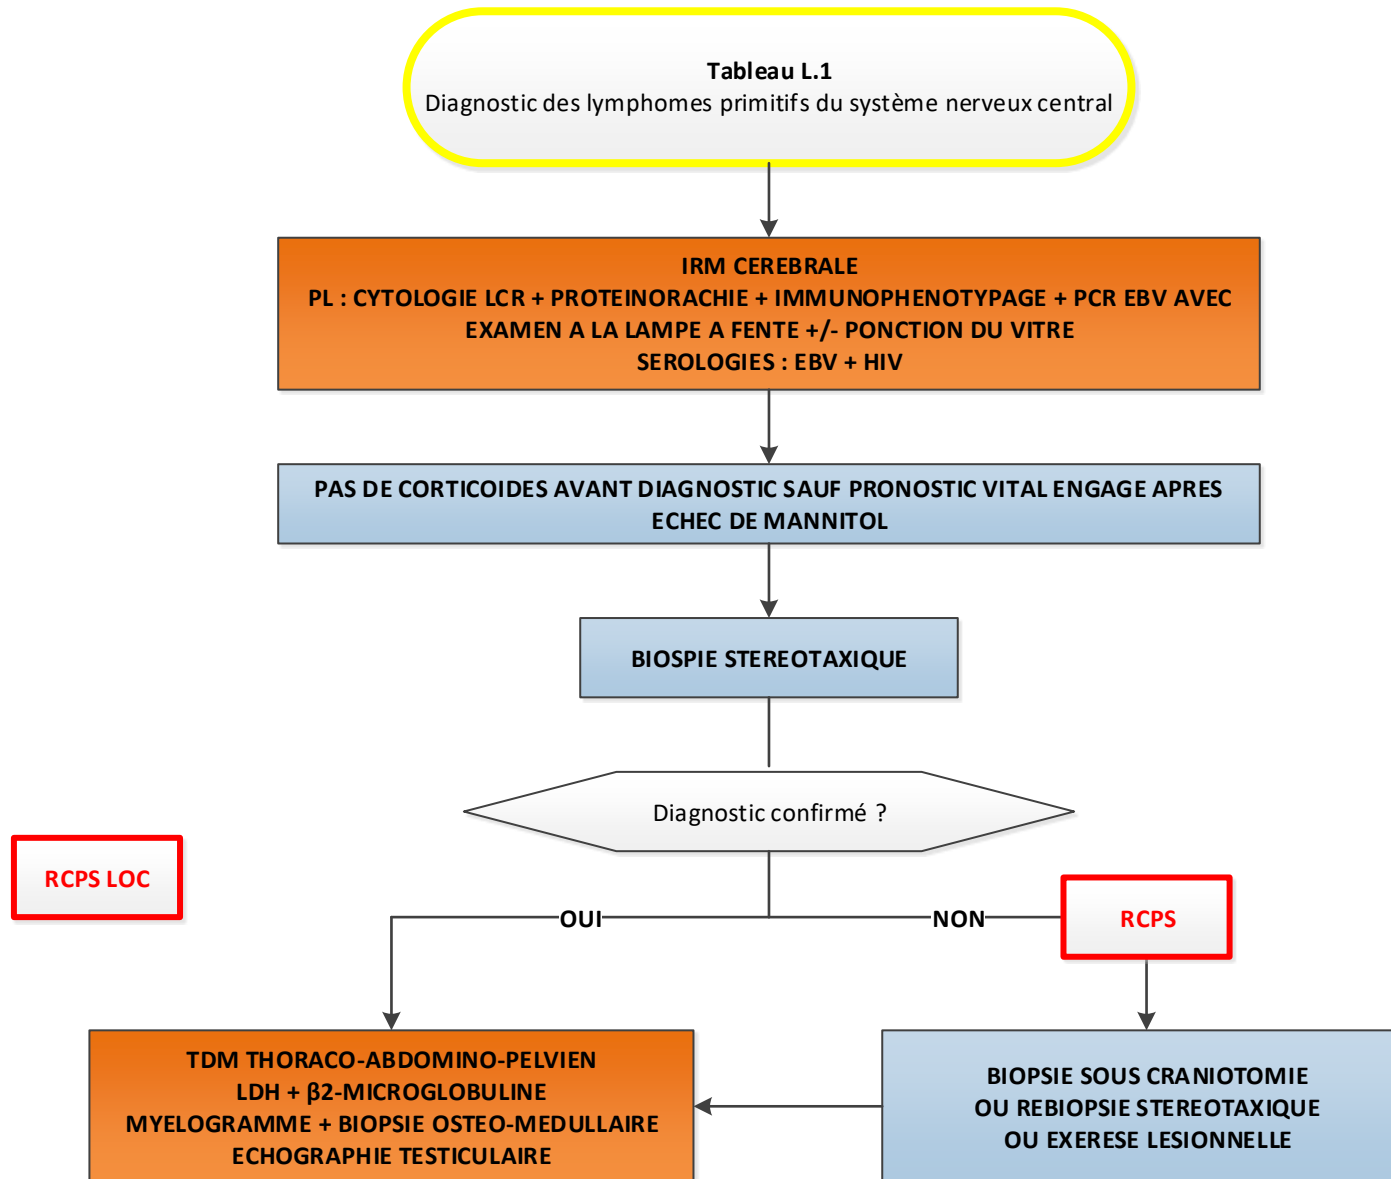 Tableau L.1
Diagnostic des lymphomes primitifs du système nerveux central
IRM CEREBRALE
PL : CYTOLOGIE LCR + PROTEINORACHIE + IMMUNOPHENOTYPAGE + PCR EBV AVEC
EXAMEN A LA LAMPE A FENTE +/- PONCTION DU VITRE
SEROLOGIES : EBV + HIV
PAS DE CORTICOIDES AVANT DIAGNOSTIC SAUF PRONOSTIC VITAL ENGAGE APRES
ECHEC DE MANNITOL
BIOSPIE STEREOTAXIQUE
Diagnostic confirmé ?
RCPS LOC
OUI
NON
RCPS
TDM THORACO-ABDOMINO-PELVIEN
LDH + β2-MICROGLOBULINE
MYELOGRAMME + BIOPSIE OSTEO-MEDULLAIRE
ECHOGRAPHIE TESTICULAIRE
BIOPSIE SOUS CRANIOTOMIE
OU REBIOPSIE STEREOTAXIQUE
OU EXERESE LESIONNELLE